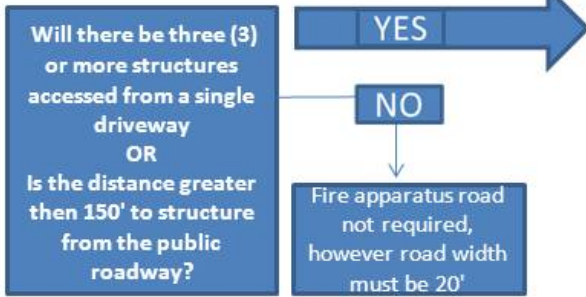 Will there be three (3)
or more structures
accessed from a single
driveway
OR
Is the distance greater
then 150' to structure
from the public
roadway?
YES
NO
Fire apparatus road
not required,
however road width
must be 20'